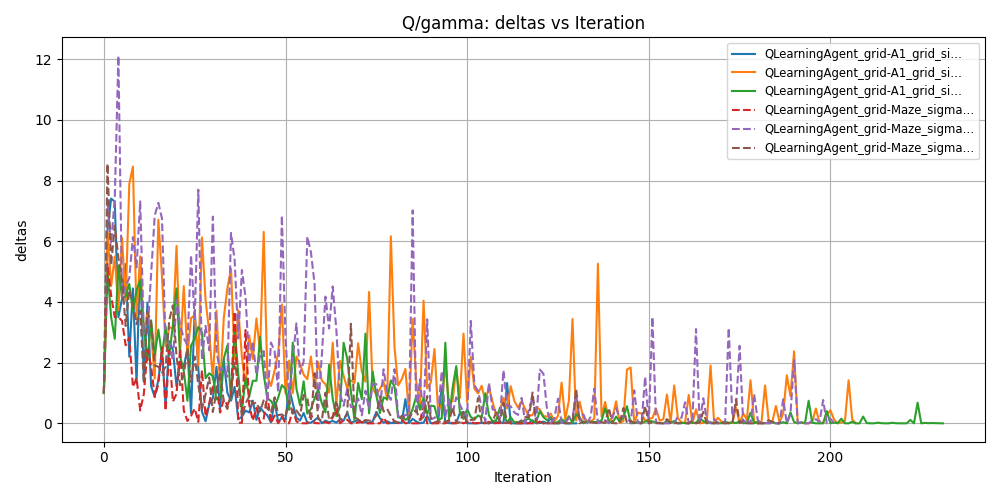 Q/gamma: deltas vs Iteration
12
10
8
6
4
2
0
deltas
QLearningAgent_grid-A1_grid_si...
QLearningAgent_grid-A1_grid_si...
QLearningAgent_grid-A1_grid_si...
QLearningAgent_grid-Maze_sigma...
QLearningAgent_grid-Maze_sigma...
QLearningAgent_grid-Maze_sigma...
0 50 100 150 200
Iteration